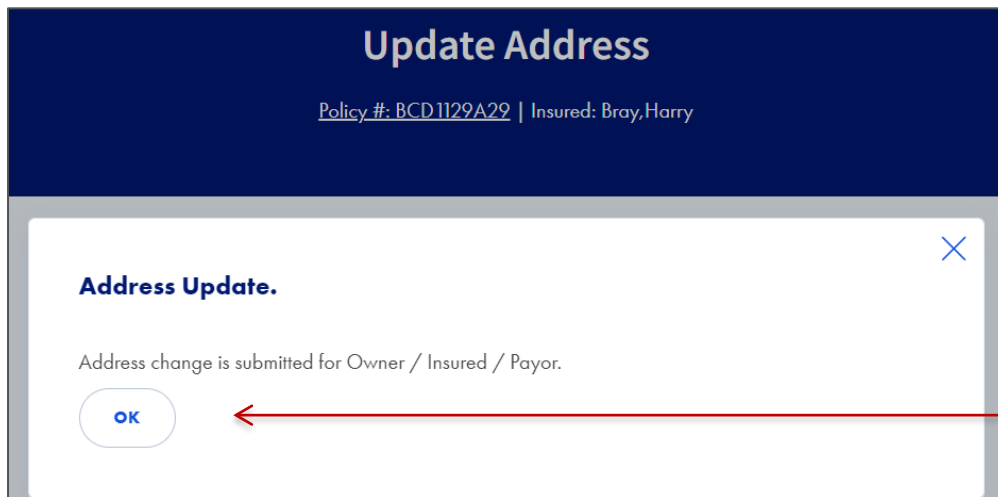 Update Address
Policy #: BCD1129A29 | Insured: Bray,Harry
Address Update.
Address change is submitted for Owner / Insured / Payor.
OK